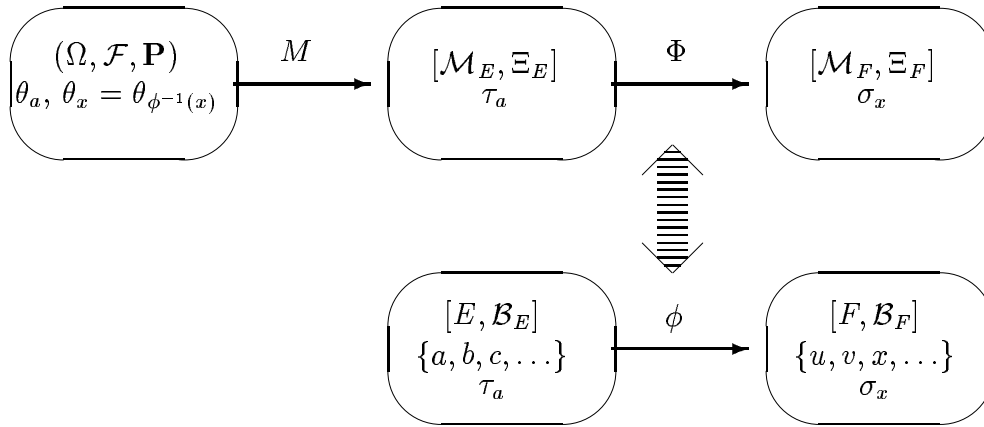 (Ω, ℱ, 𝐏)
θ_a, θ_x = θ_{ϕ⁻¹(x)}
M
[ℳ_E, Ξ_E]
τ_a
Φ
[ℳ_F, Ξ_F]
σ_x
[E, ℬ_E]
{a, b, c, …}
τ_a
ϕ
[F, ℬ_F]
{u, v, x, …}
σ_x